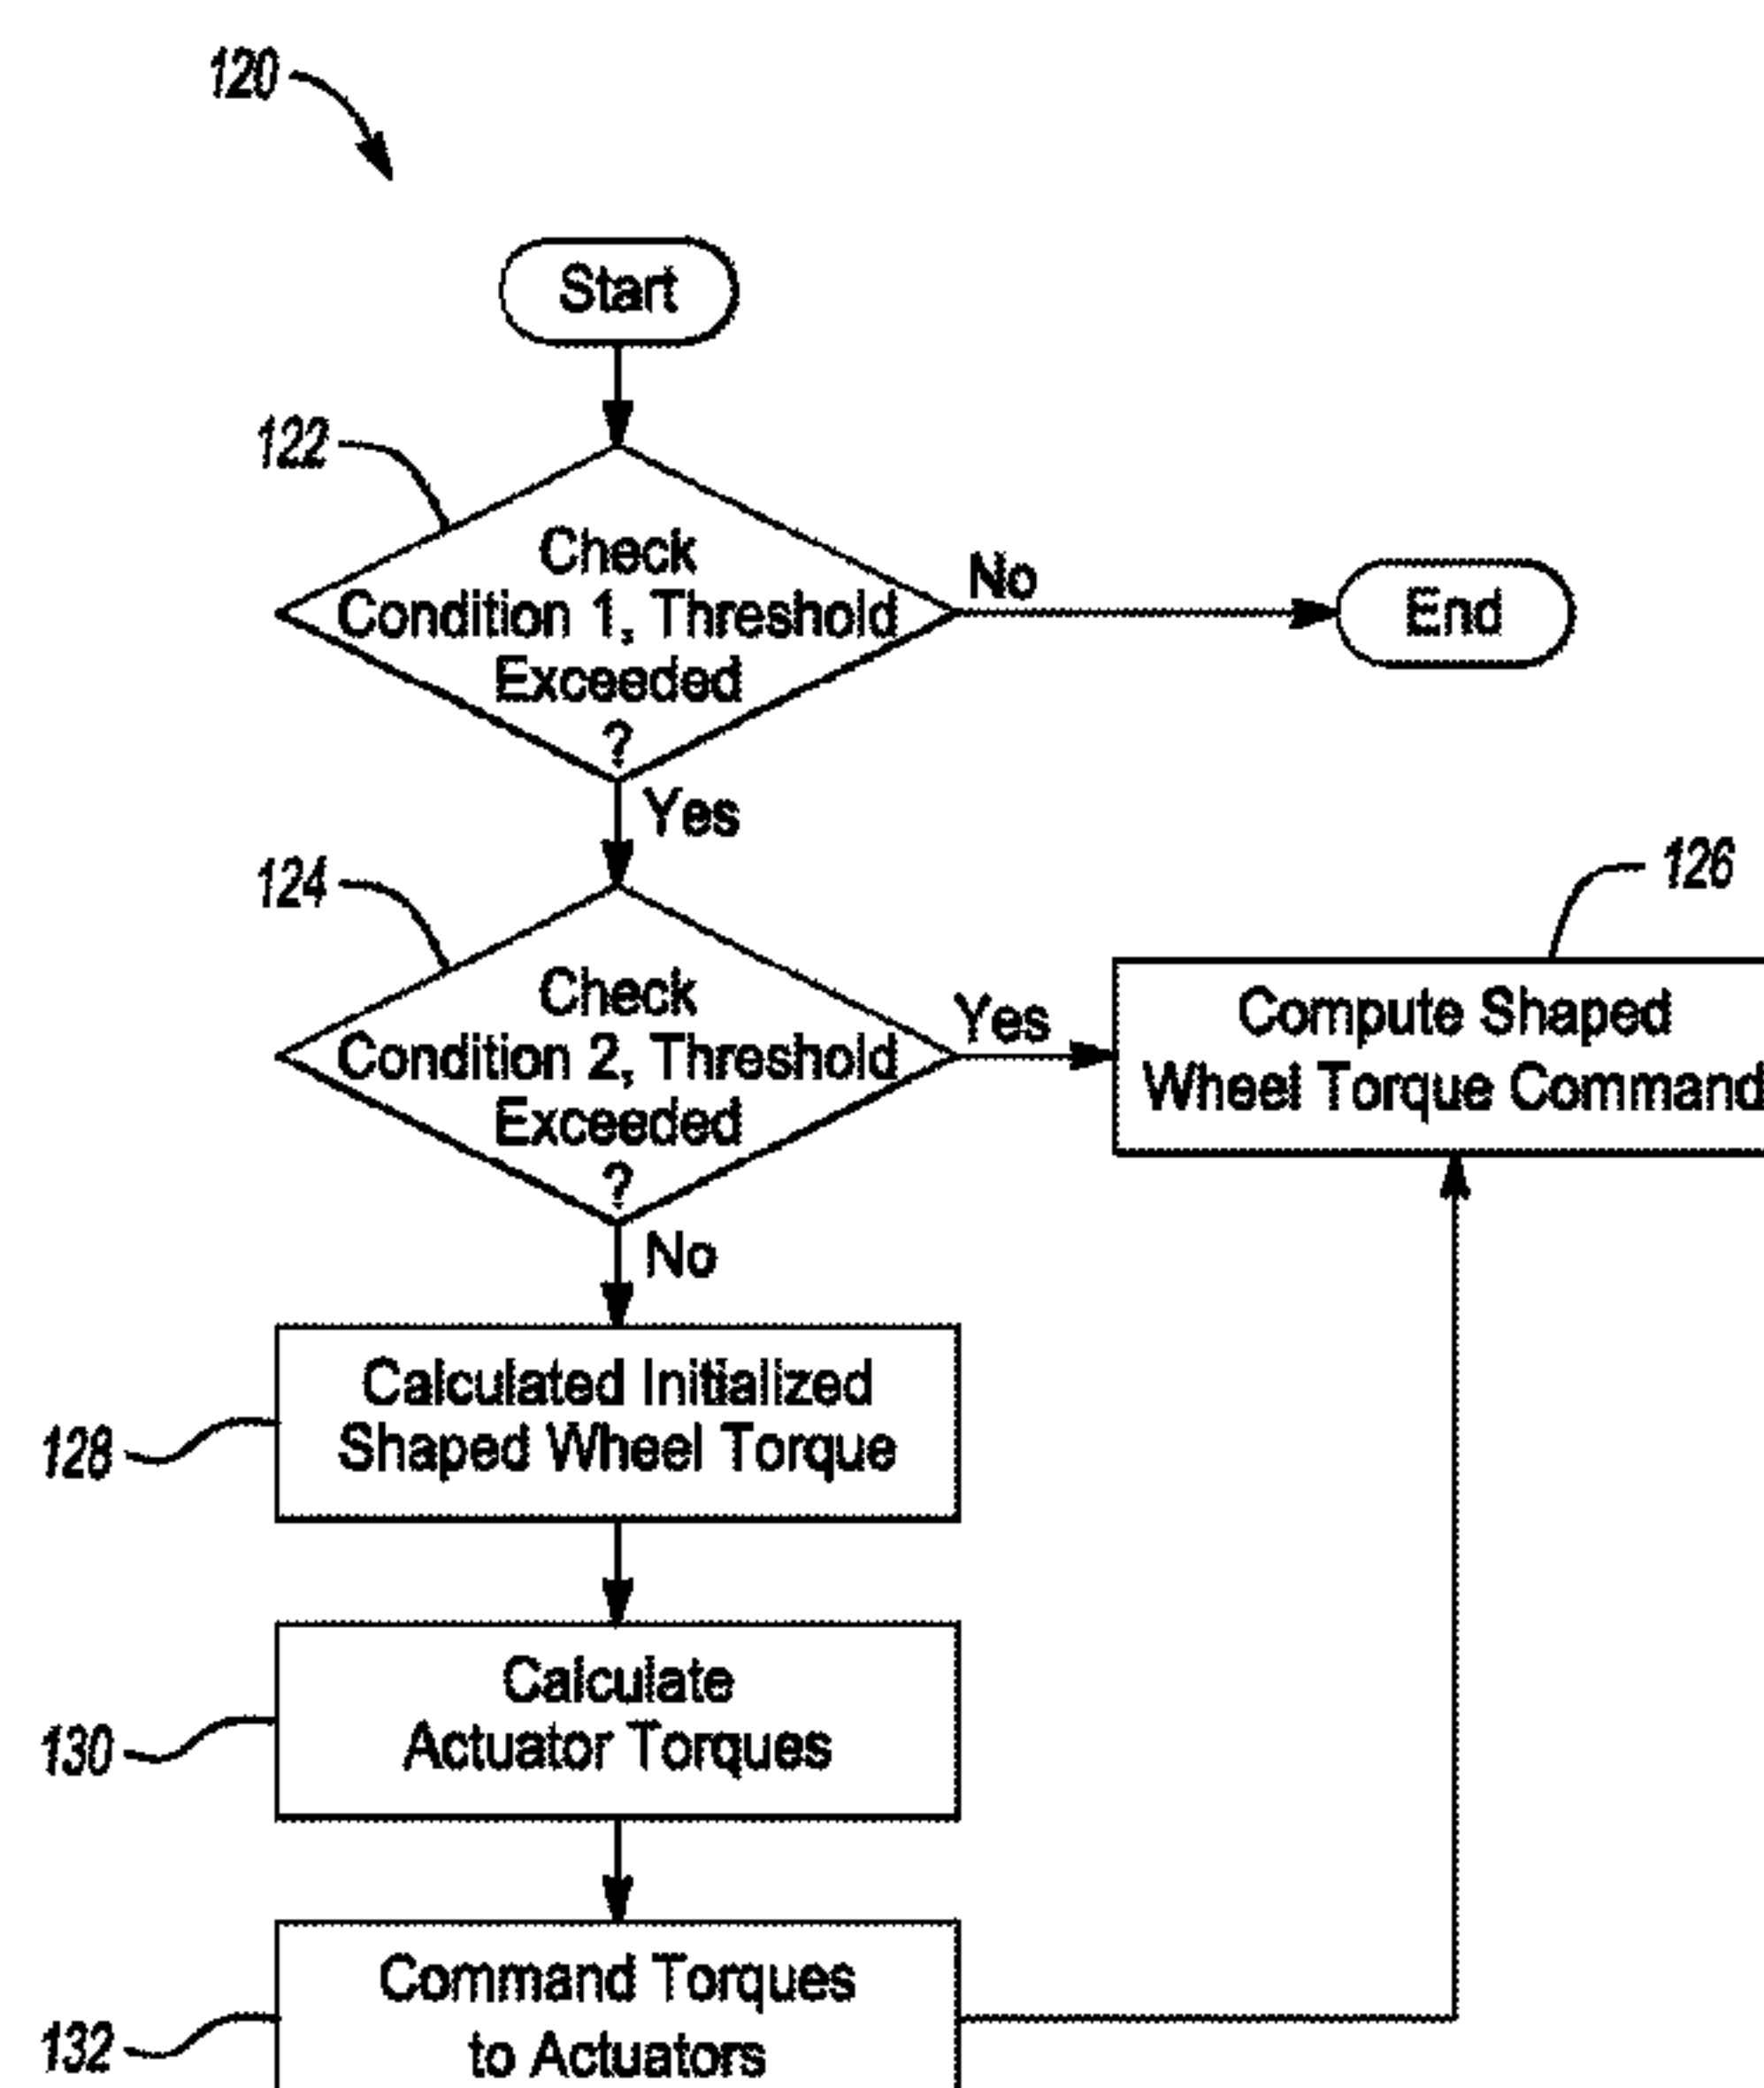 120
Start
122
Check
Condition 1, Threshold
Exceeded
?
No
End
Yes
124
Check
Condition 2, Threshold
Exceeded
?
Yes
126
Compute Shaped
Wheel Torque Command
No
128
Calculated Initialized
Shaped Wheel Torque
130
Calculate
Actuator Torques
132
Command Torques
to Actuators